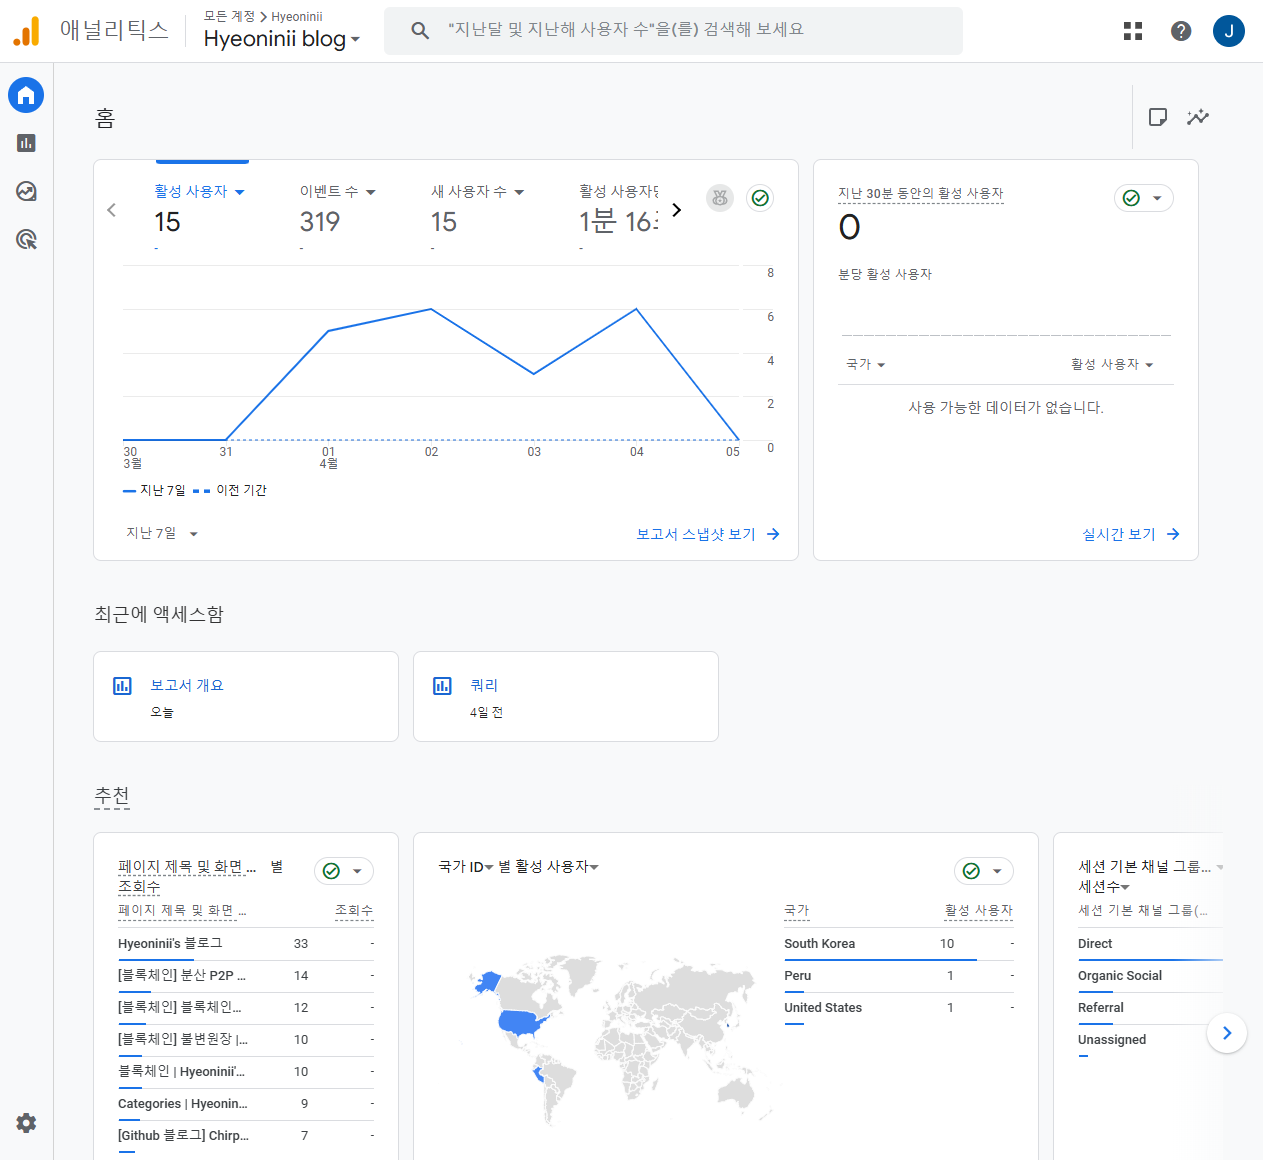 애널리틱스
모든 계정 > Hyeoninii
Hyeoninii blog
"지난달 및 지난해 사용자 수"을(를) 검색해 보세요
J
홈
활성 사용자
15
-
이벤트 수
319
-
새 사용자 수
15
-
활성 사용자당
1분 16초
-
8
6
4
2
0
30
3월
31
01
4월
02
03
04
05
지난 7일
이전 기간
지난 7일
보고서 스냅샷 보기
지난 30분 동안의 활성 사용자
0
분당 활성 사용자
국가
활성 사용자
사용 가능한 데이터가 없습니다.
실시간 보기
최근에 액세스함
보고서 개요
오늘
쿼리
4일 전
추천
페이지 제목 및 화면 ... 별
조회수
페이지 제목 및 화면 ... 조회수
Hyeoninii's 블로그 33 -
[블록체인] 분산 P2P ... 14 -
[블록체인] 블록체인... 12 -
[블록체인] 불변원장 |... 10 -
블록체인 | Hyeoninii'... 10 -
Categories | Hyeonin... 9 -
[Github 블로그] Chirp... 7 -
국가 ID 별 활성 사용자
국가 활성 사용자
South Korea 10 -
Peru 1 -
United States 1 -
세션 기본 채널 그룹...
세션수
세션 기본 채널 그룹(...
Direct
Organic Social
Referral
Unassigned